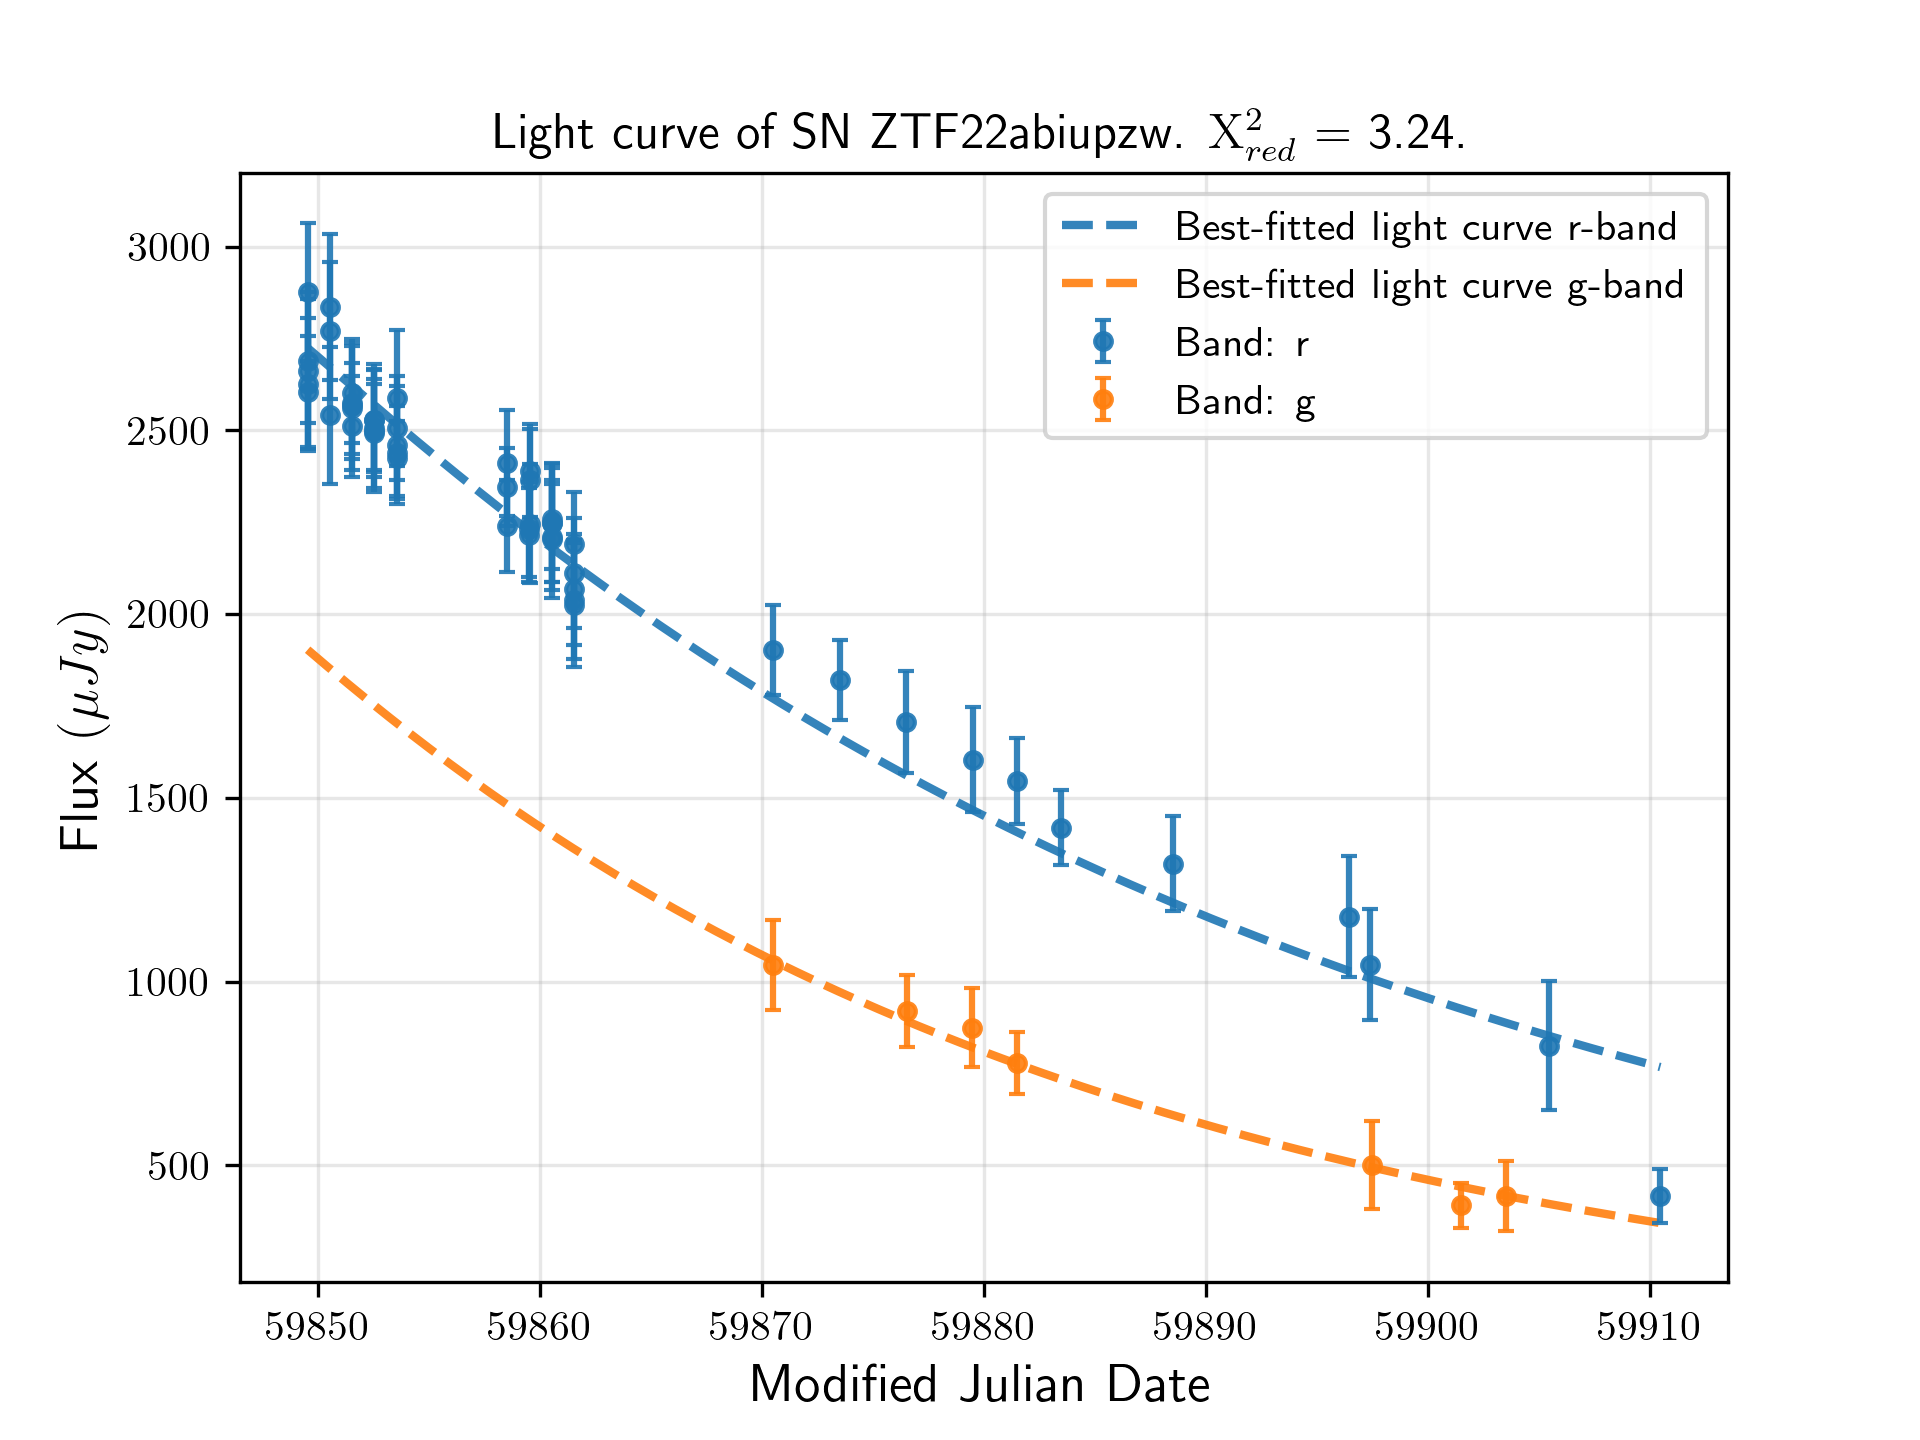 Light curve of SN ZTF22abiupzw. X²_red = 3.24.
Best-fitted light curve r-band
Best-fitted light curve g-band
Band: r
Band: g
Flux (μJy)
3000
2500
2000
1500
1000
500
59850 59860 59870 59880 59890 59900 59910
Modified Julian Date